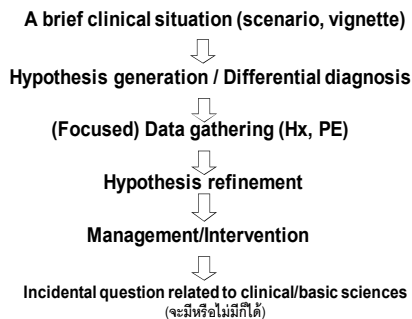 A brief clinical situation (scenario, vignette)
Hypothesis generation / Differential diagnosis
(Focused) Data gathering (Hx, PE)
Hypothesis refinement
Management/Intervention
Incidental question related to clinical/basic sciences
(จะมีหรือไม่มีก็ได้)